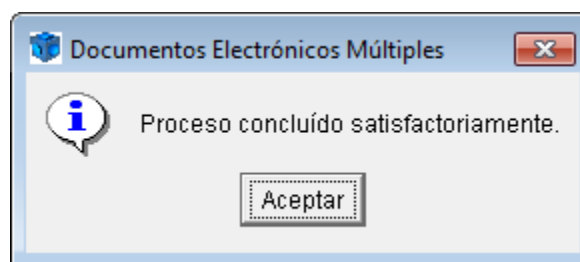 Documentos Electrónicos Múltiples
Proceso concluído satisfactoriamente.
Aceptar